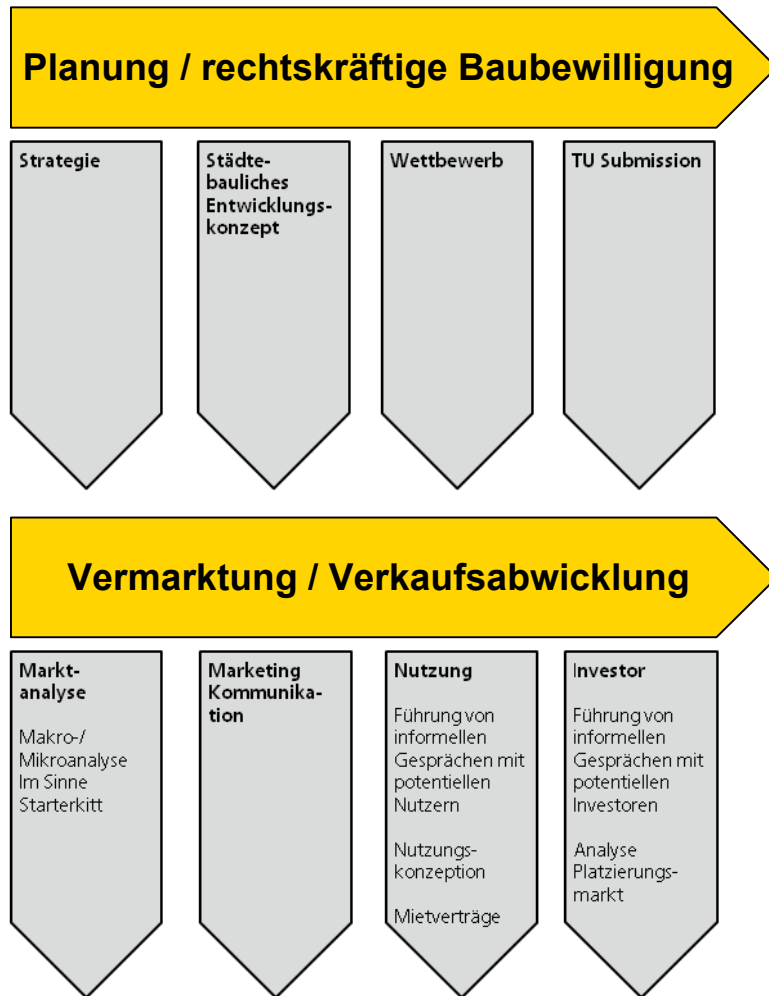 Planung / rechtskräftige Baubewilligung
Strategie
Städte-
bauliches
Entwicklungs-
konzept
Wettbewerb
TU Submission
Vermarktung / Verkaufsabwicklung
Markt-
analyse
Makro-/
Mikroanalyse
Im Sinne
Starterkitt
Marketing
Kommunika-
tion
Nutzung
Führung von
informellen
Gesprächen mit
potentiellen
Nutzern
Nutzungs-
konzeption
Mietverträge
Investor
Führung von
informellen
Gesprächen mit
potentiellen
Investoren
Analyse
Platzierungs-
markt